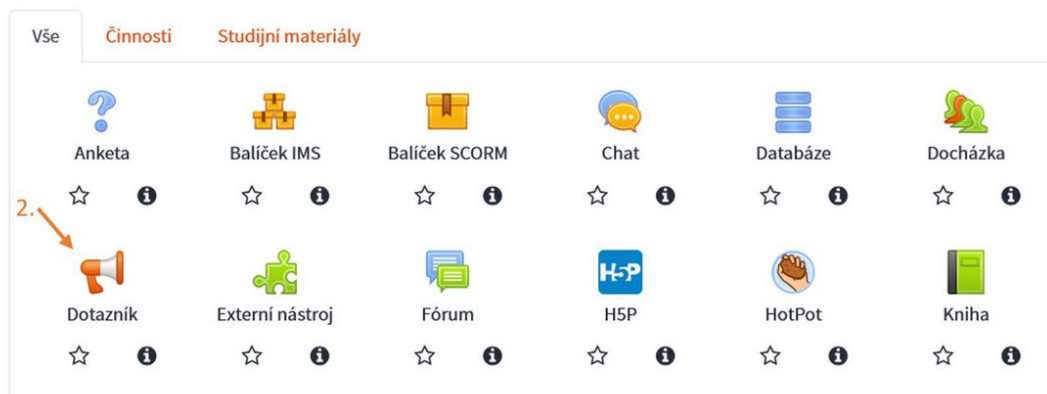 Vše Činnosti Studijní materiály
Anketa Balíček IMS Balíček SCORM Chat Databáze Docházka
2.
H5P
Dotazník Externí nástroj Fórum H5P HotPot Kniha